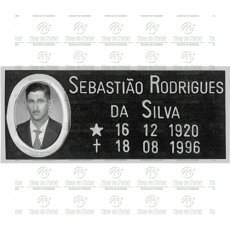 SEBASTIÃO RODRIGUES
DA SILVA
★ 16 12 1920
✝ 18 08 1996